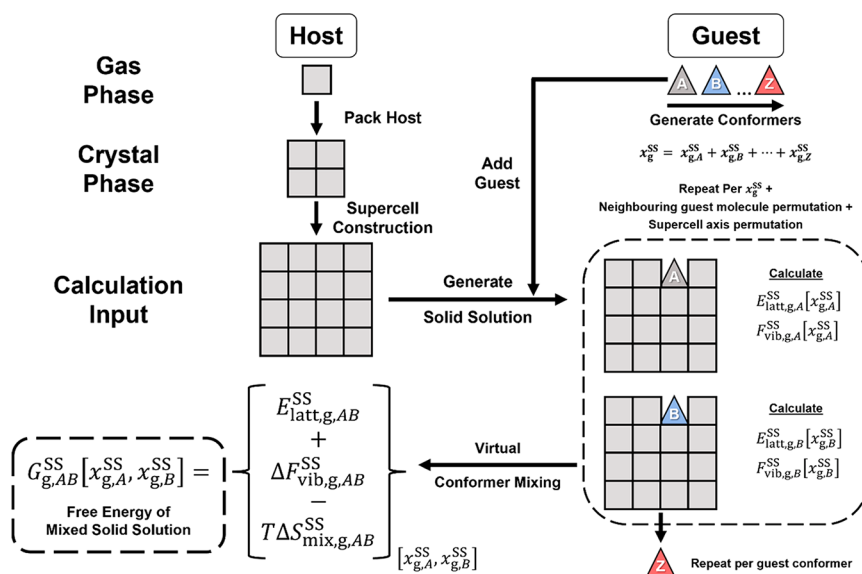 Host
Guest
Gas
Phase
A B ... Z
Pack Host
Generate Conformers
Crystal
Phase
Add
Guest
x_g^SS = x_g,A^SS + x_g,B^SS + ⋯ + x_g,Z^SS
Supercell
Construction
Repeat Per x_g^SS +
Neighbouring guest molecule permutation +
Supercell axis permutation
Calculation
Input
Generate
Solid Solution
A
Calculate
E_latt,g,A^SS[x_g,A^SS]
F_vib,g,A^SS[x_g,A^SS]
B
Calculate
E_latt,g,B^SS[x_g,B^SS]
F_vib,g,B^SS[x_g,B^SS]
Virtual
Conformer Mixing
G_g,AB^SS[x_g,A^SS, x_g,B^SS] =
Free Energy of
Mixed Solid Solution
E_latt,g,AB^SS
+
ΔF_vib,g,AB^SS
−
TΔS_mix,g,AB^SS
[x_g,A^SS, x_g,B^SS]
Z
Repeat per guest conformer